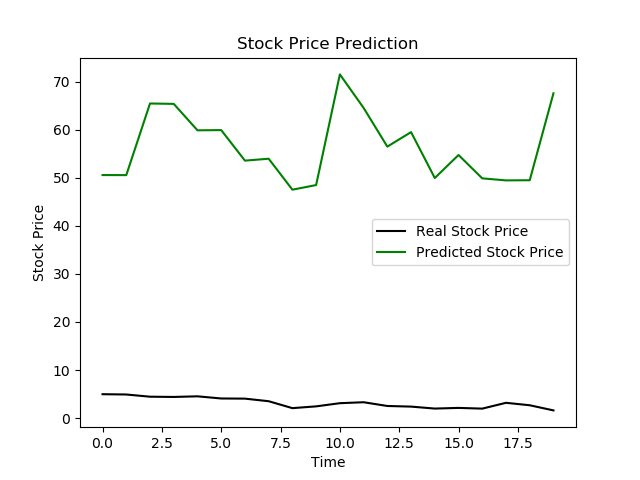 Stock Price Prediction
Stock Price
70
60
50
40
30
20
10
0
Real Stock Price
Predicted Stock Price
0.0 2.5 5.0 7.5 10.0 12.5 15.0 17.5
Time